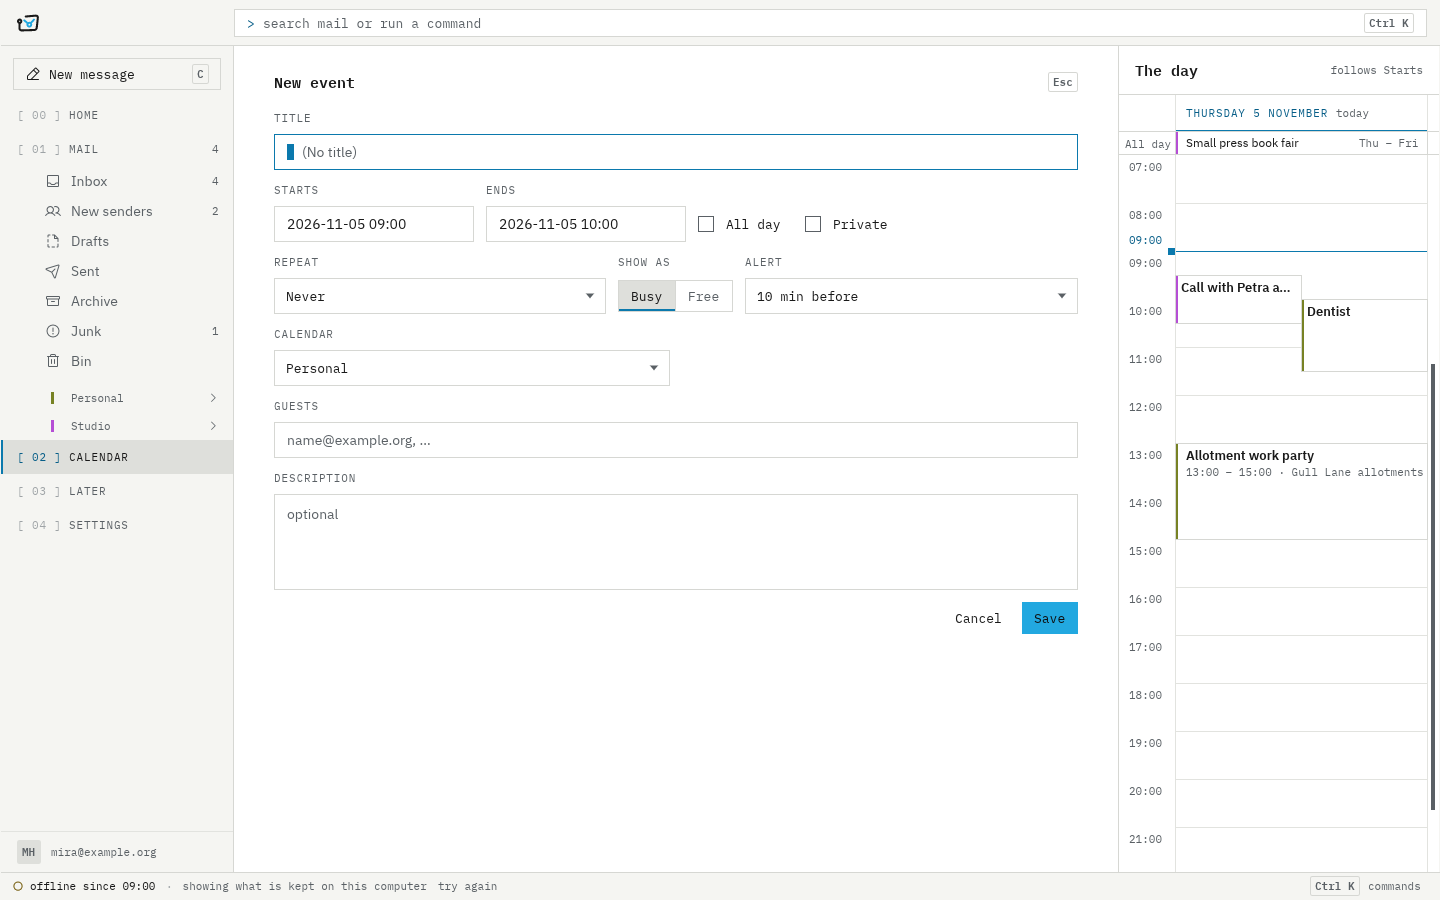 > search mail or run a command Ctrl K
New message C
[ 00 ] HOME
[ 01 ] MAIL 4
Inbox 4
New senders 2
Drafts
Sent
Archive
Junk 1
Bin
Personal
Studio
[ 02 ] CALENDAR
[ 03 ] LATER
[ 04 ] SETTINGS
MH mira@example.org
New event Esc
TITLE
(No title)
STARTS ENDS
2026-11-05 09:00 2026-11-05 10:00 All day Private
REPEAT SHOW AS ALERT
Never Busy Free 10 min before
CALENDAR
Personal
GUESTS
name@example.org, ...
DESCRIPTION
optional
Cancel Save
The day follows Starts
THURSDAY 5 NOVEMBER today
All day Small press book fair Thu – Fri
07:00
08:00
09:00
09:00
Call with Petra a...
10:00 Dentist
11:00
12:00
13:00 Allotment work party
13:00 – 15:00 · Gull Lane allotments
14:00
15:00
16:00
17:00
18:00
19:00
20:00
21:00
offline since 09:00 · showing what is kept on this computer try again Ctrl K commands